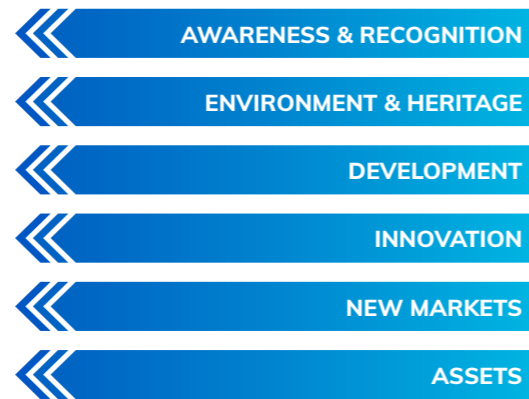 AWARENESS & RECOGNITION
ENVIRONMENT & HERITAGE
DEVELOPMENT
INNOVATION
NEW MARKETS
ASSETS